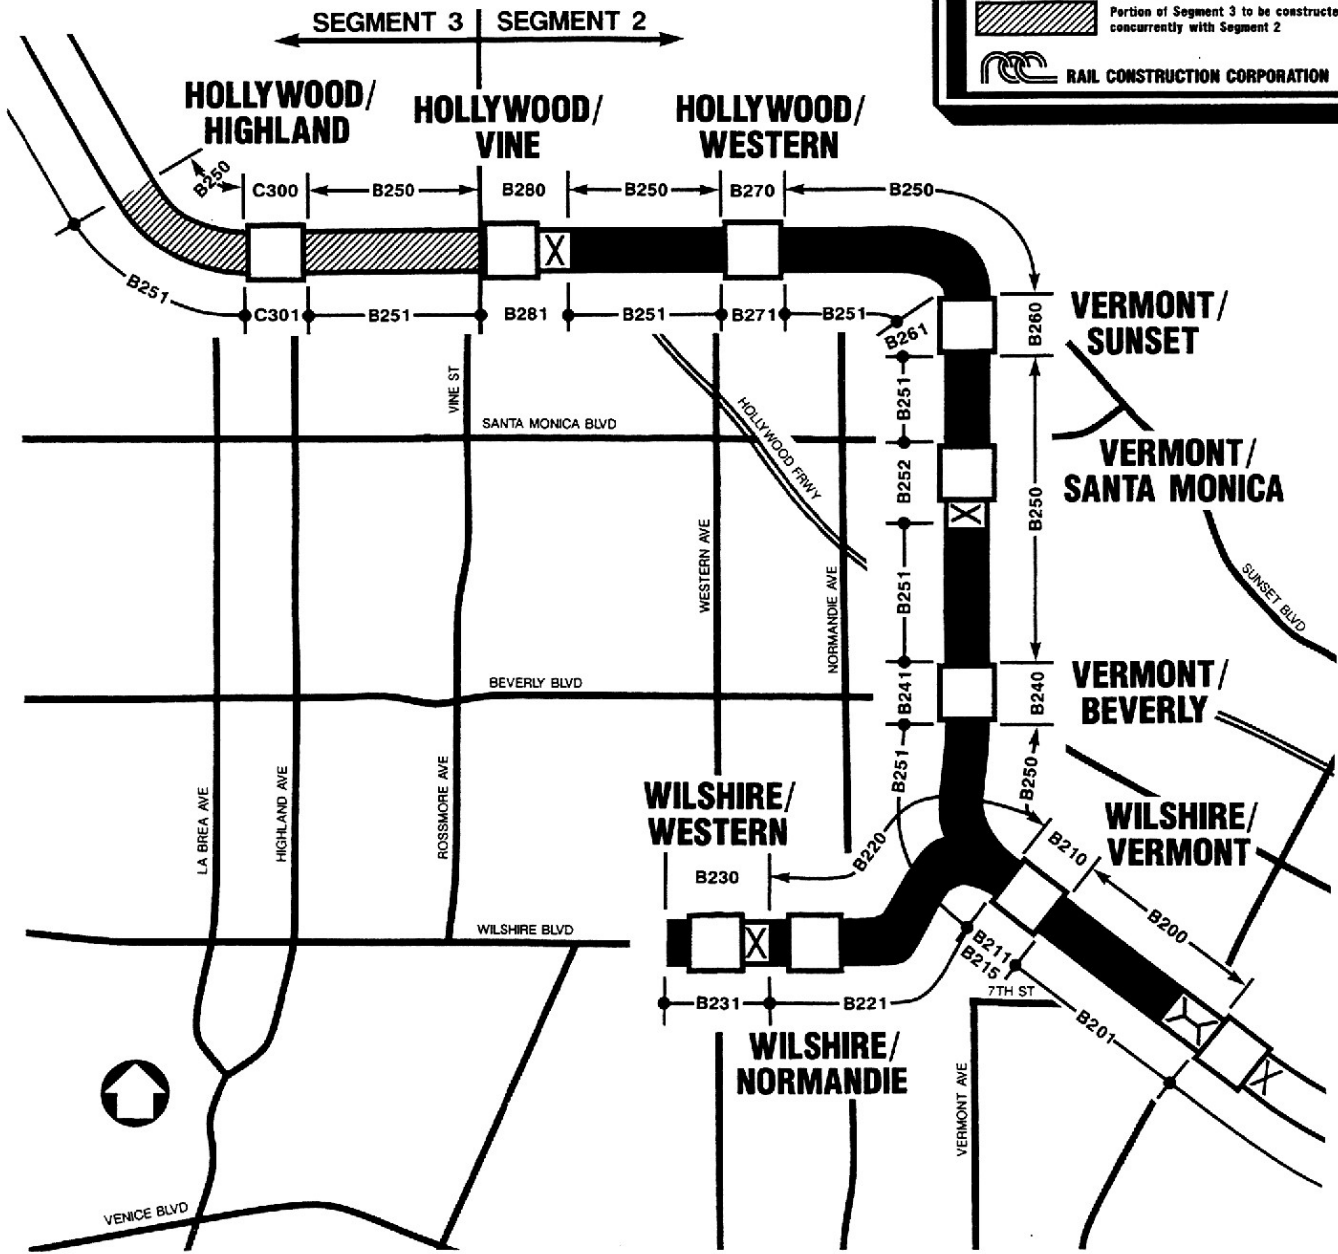 SEGMENT 3
SEGMENT 2
Portion of Segment 3 to be constructe
concurrently with Segment 2
RAIL CONSTRUCTION CORPORATION
HOLLYWOOD/
HIGHLAND
HOLLYWOOD/
VINE
HOLLYWOOD/
WESTERN
B250
C300
B250
B280
B250
B270
B250
B251
C301
B251
B281
B251
B271
B251
B261
B260
VERMONT/
SUNSET
B251
VINE ST
SANTA MONICA BLVD
HOLLYWOOD FRWY
B252
B250
VERMONT/
SANTA MONICA
WESTERN AVE
NORMANDIE AVE
B251
SUNSET BLVD
BEVERLY BLVD
B241
B240
VERMONT/
BEVERLY
LA BREA AVE
HIGHLAND AVE
ROSSMORE AVE
B251
B250
WILSHIRE/
WESTERN
B220
B210
WILSHIRE/
VERMONT
B230
B200
WILSHIRE BLVD
B211
B215
B231
B221
7TH ST
B201
WILSHIRE/
NORMANDIE
VERMONT AVE
VENICE BLVD